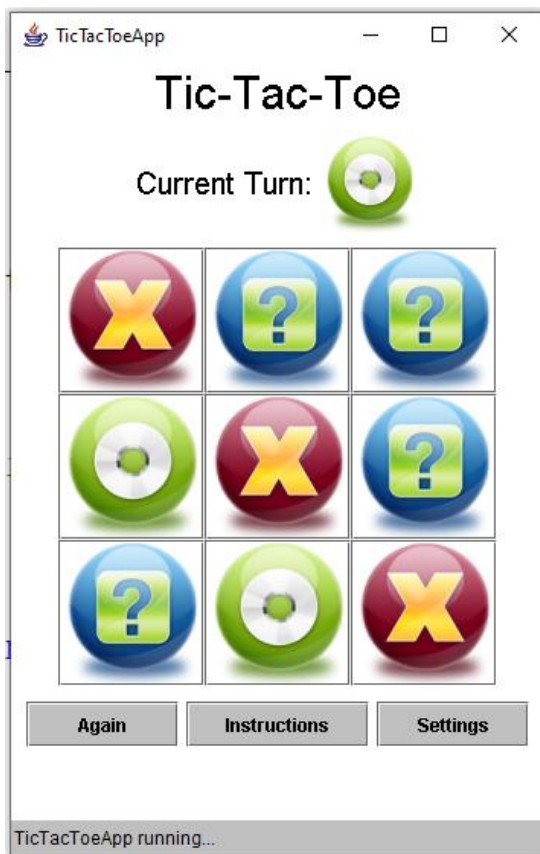 TicTacToeApp
Tic-Tac-Toe
Current Turn:
X ? ?
X ?
? X
Again Instructions Settings
TicTacToeApp running...